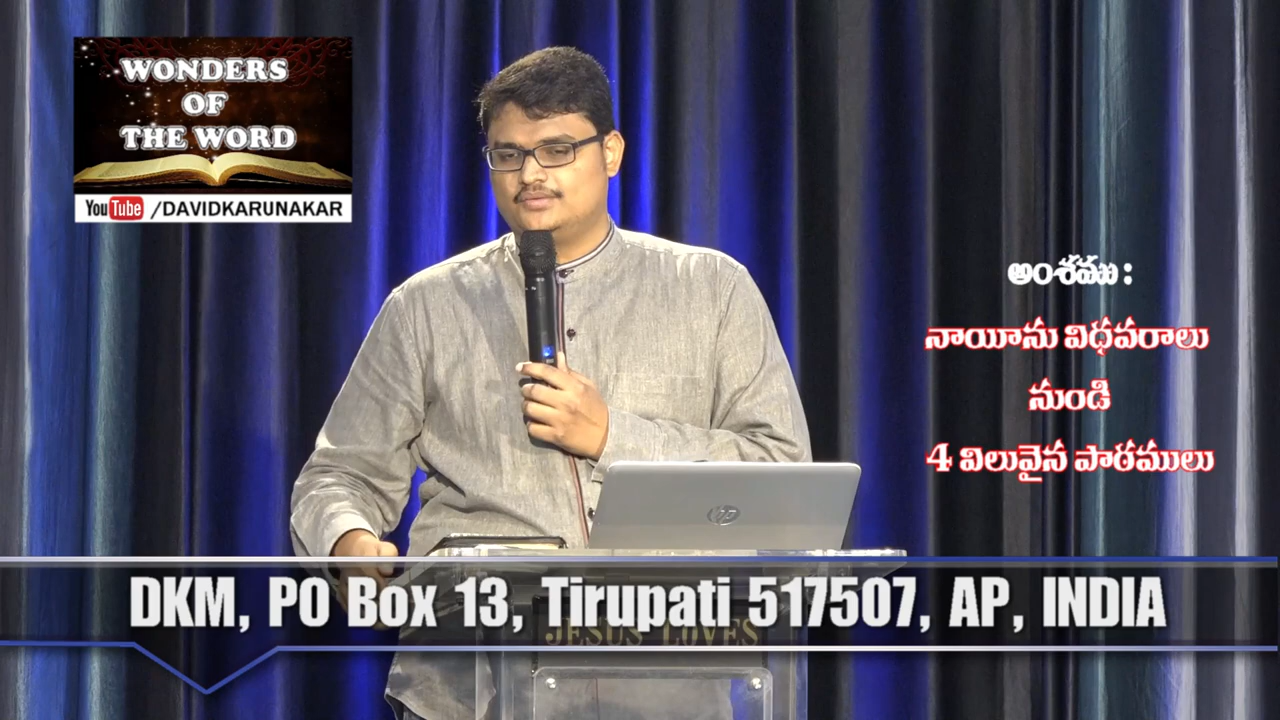 WONDERS
OF
THE WORD
YouTube /DAVIDKARUNAKAR
అంశము :
నాయీను విధవరాలు
నుండి
4 విలువైన పాఠములు
hp
DKM, PO Box 13, Tirupati 517507, AP, INDIA
JESUS LOVES